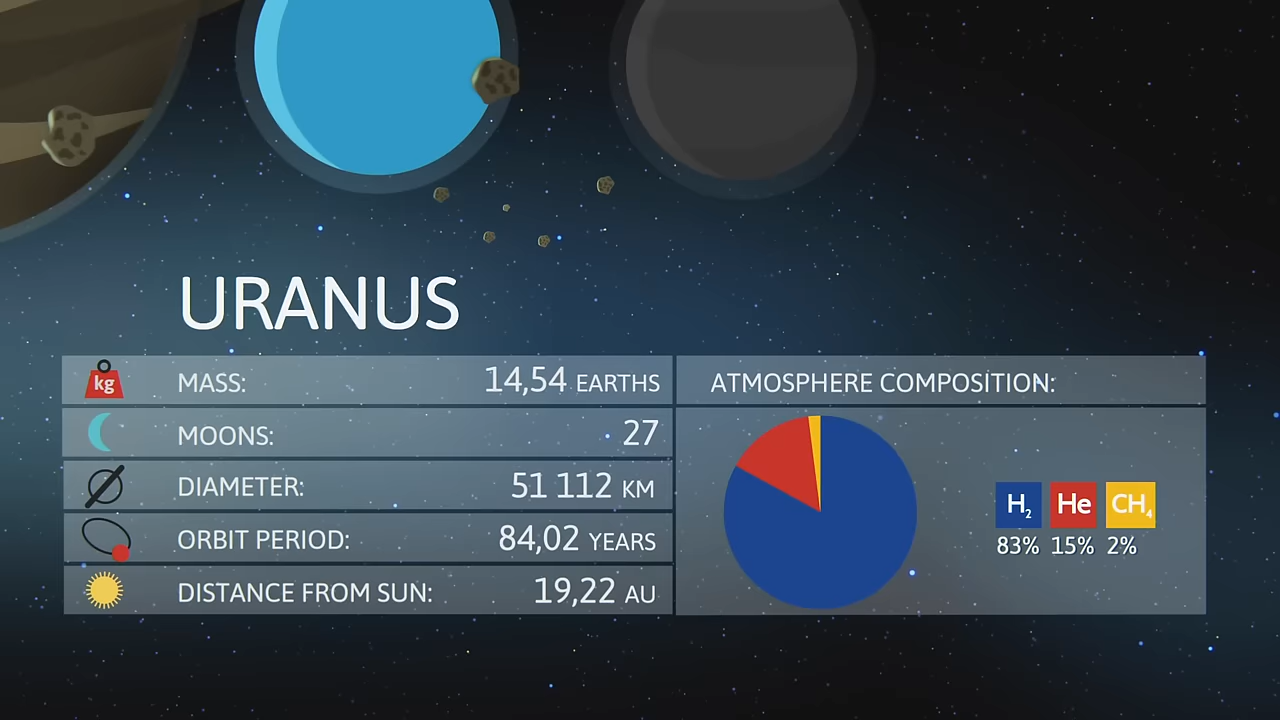 URANUS
kg
MASS: 14,54 EARTHS
MOONS: 27
DIAMETER: 51 112 KM
ORBIT PERIOD: 84,02 YEARS
DISTANCE FROM SUN: 19,22 AU
ATMOSPHERE COMPOSITION:
H₂ He CH₄
83% 15% 2%